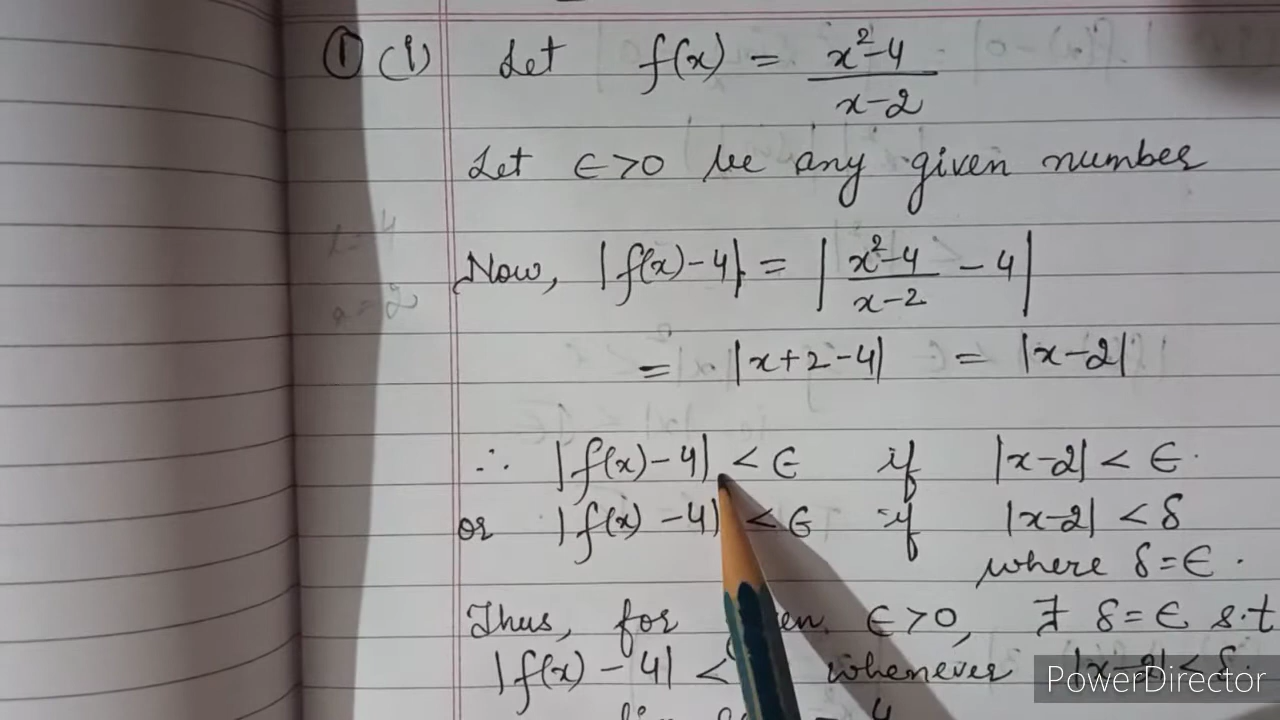 ① (i) Let f(x) = x²-4 / x-2
Let ϵ>0 be any given number
Now, |f(x)-4| = | x²-4 / x-2 - 4 |
= |x+2-4| = |x-2|
∴ |f(x)-4| < ϵ if |x-2| < ϵ.
or |f(x)-4| < ϵ if |x-2| < δ
where δ=ϵ.
Thus, for ϵ>0, ∃ δ=ϵ s.t
|f(x)-4| < whenever |x-2|<δ.
PowerDirector